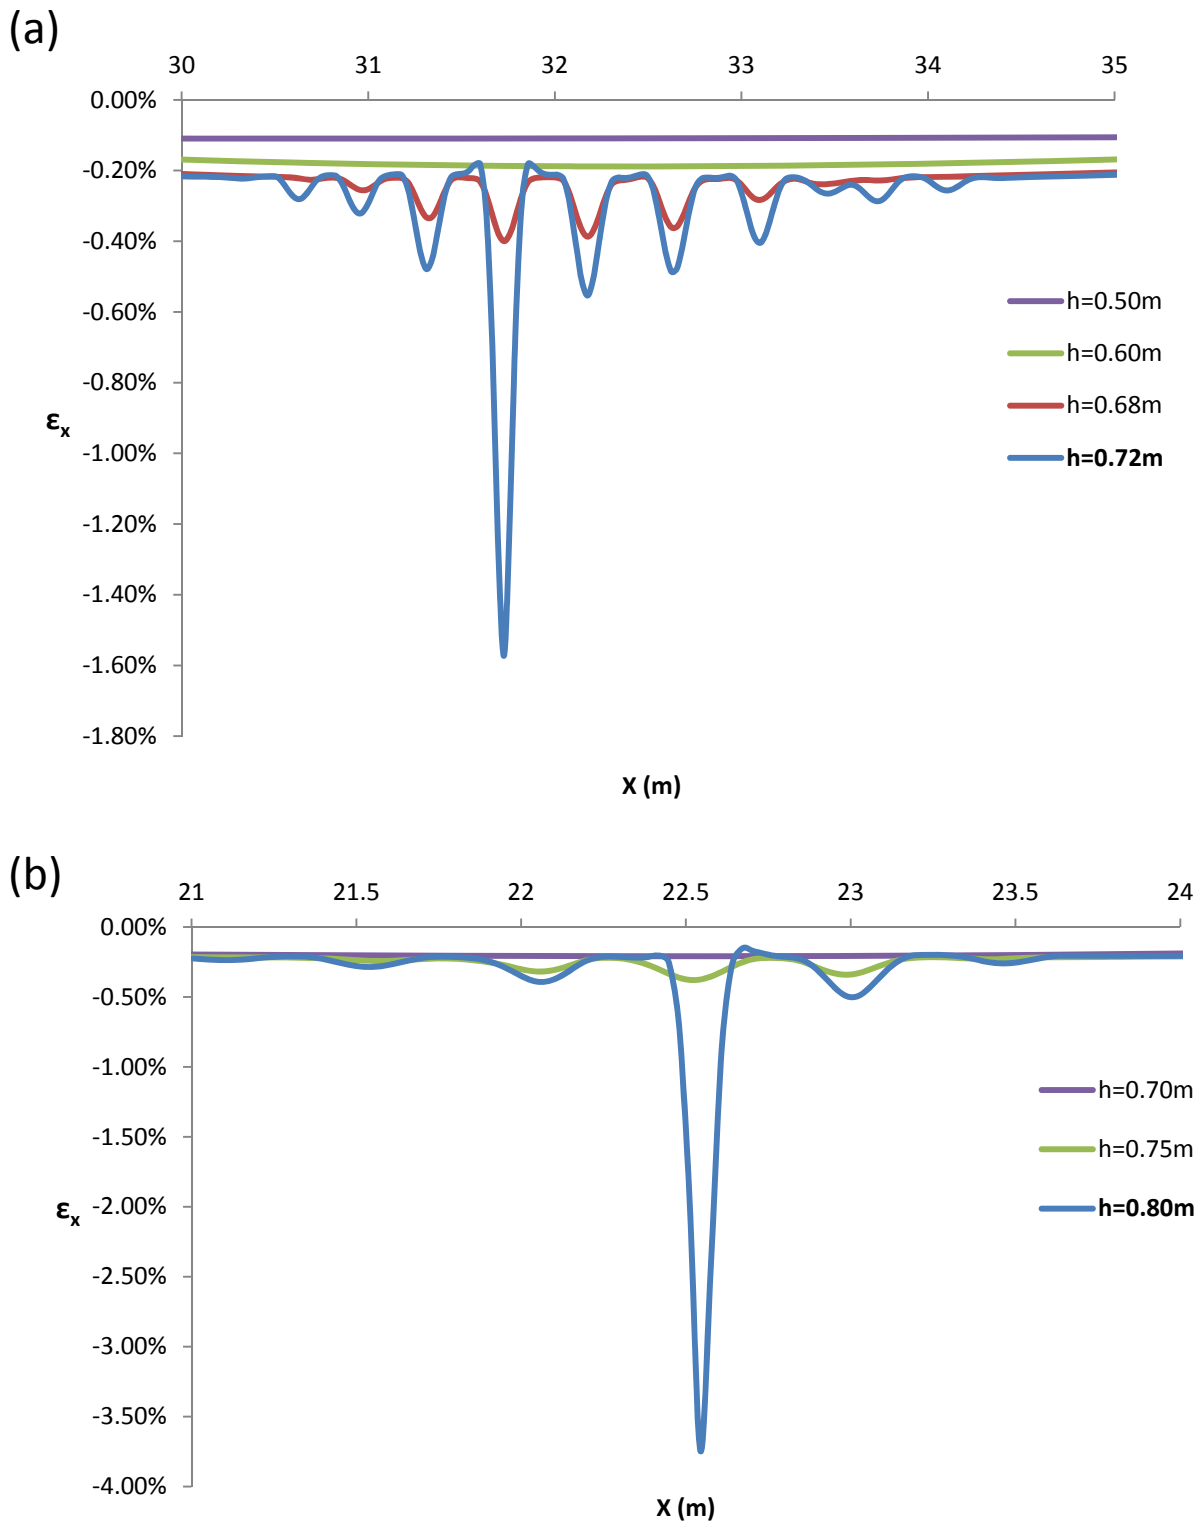 (a)
30 31 32 33 34 35
0.00%
-0.20%
-0.40%
-0.60%
-0.80%
-1.00%
-1.20%
-1.40%
-1.60%
-1.80%
εx
h=0.50m
h=0.60m
h=0.68m
h=0.72m
X (m)
(b)
21 21.5 22 22.5 23 23.5 24
0.00%
-0.50%
-1.00%
-1.50%
-2.00%
-2.50%
-3.00%
-3.50%
-4.00%
εx
h=0.70m
h=0.75m
h=0.80m
X (m)